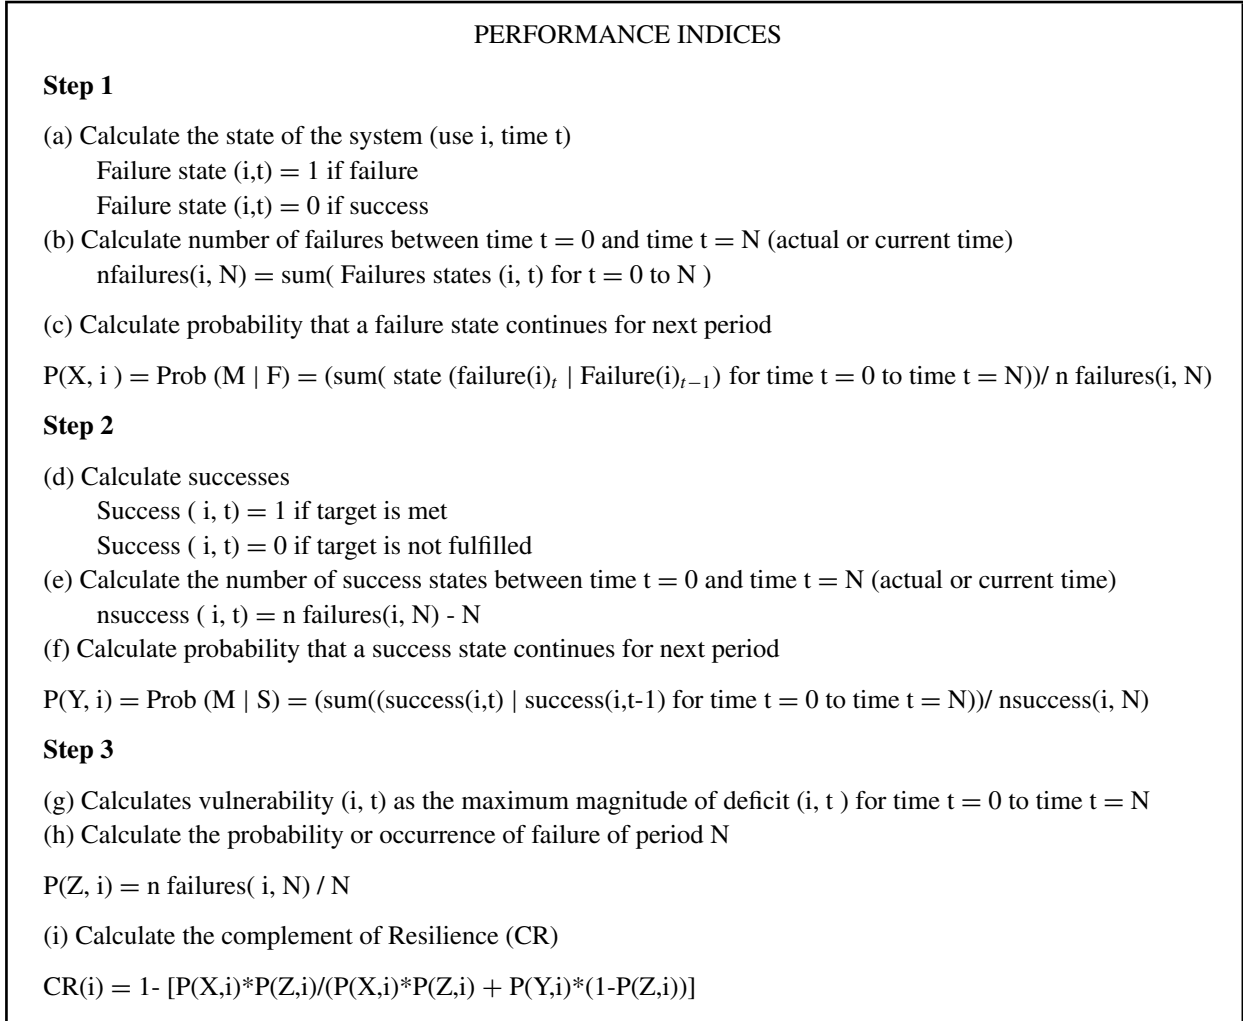 PERFORMANCE INDICES
Step 1
(a) Calculate the state of the system (use i, time t)
Failure state (i,t) = 1 if failure
Failure state (i,t) = 0 if success
(b) Calculate number of failures between time t = 0 and time t = N (actual or current time)
nfailures(i, N) = sum( Failures states (i, t) for t = 0 to N )
(c) Calculate probability that a failure state continues for next period
P(X, i ) = Prob (M | F) = (sum( state (failure(i)ₜ | Failure(i)ₜ₋₁) for time t = 0 to time t = N))/ n failures(i, N)
Step 2
(d) Calculate successes
Success ( i, t) = 1 if target is met
Success ( i, t) = 0 if target is not fulfilled
(e) Calculate the number of success states between time t = 0 and time t = N (actual or current time)
nsuccess ( i, t) = n failures(i, N) - N
(f) Calculate probability that a success state continues for next period
P(Y, i) = Prob (M | S) = (sum((success(i,t) | success(i,t-1) for time t = 0 to time t = N))/ nsuccess(i, N)
Step 3
(g) Calculates vulnerability (i, t) as the maximum magnitude of deficit (i, t ) for time t = 0 to time t = N
(h) Calculate the probability or occurrence of failure of period N
P(Z, i) = n failures( i, N) / N
(i) Calculate the complement of Resilience (CR)
CR(i) = 1- [P(X,i)*P(Z,i)/(P(X,i)*P(Z,i) + P(Y,i)*(1-P(Z,i))]